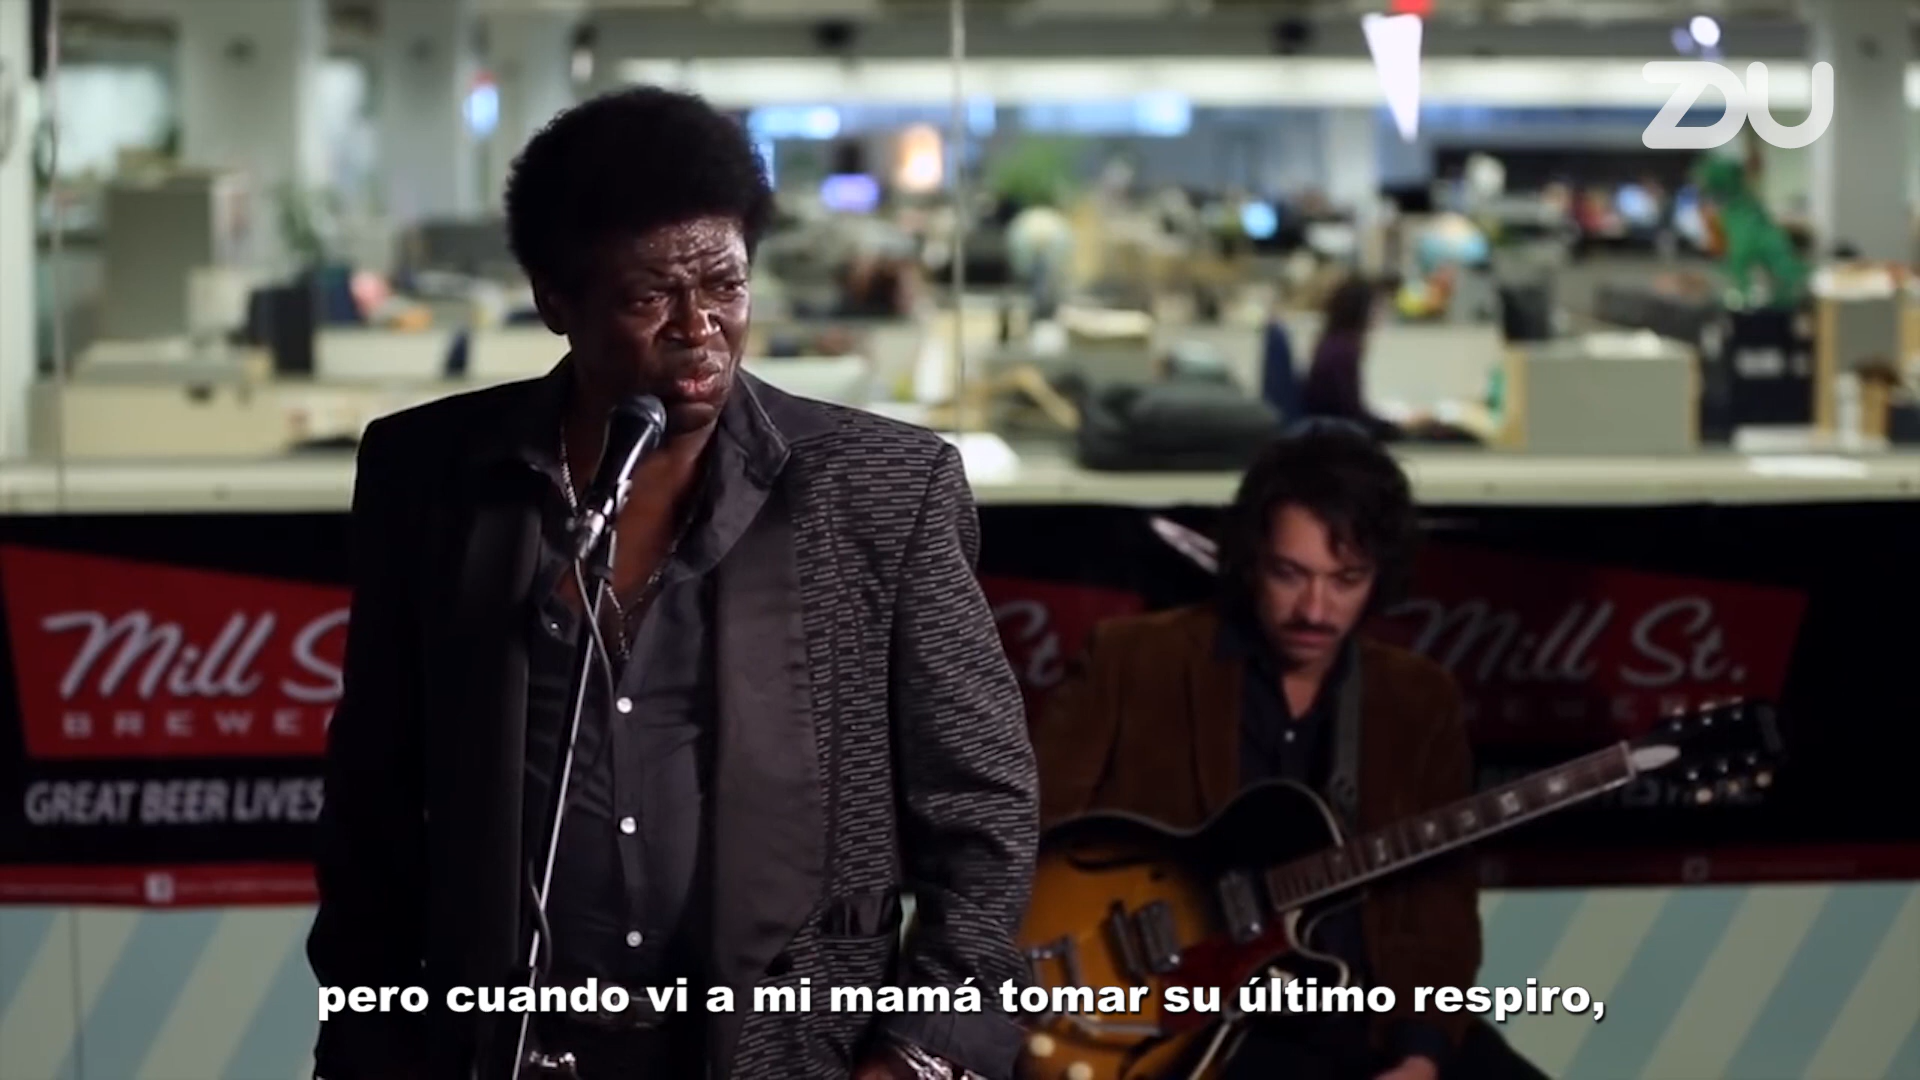 ZU
Mill S
BREWE
GREAT BEER LIVES
St.
Mill St.
pero cuando vi a mi mamá tomar su último respiro,